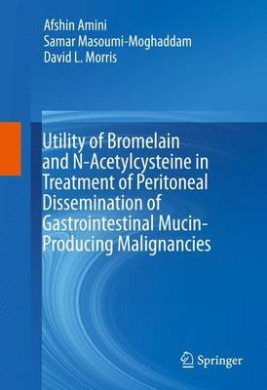 Afshin Amini
Samar Masoumi-Moghaddam
David L. Morris
Utility of Bromelain
and N-Acetylcysteine in
Treatment of Peritoneal
Dissemination of
Gastrointestinal Mucin-
Producing Malignancies
Springer